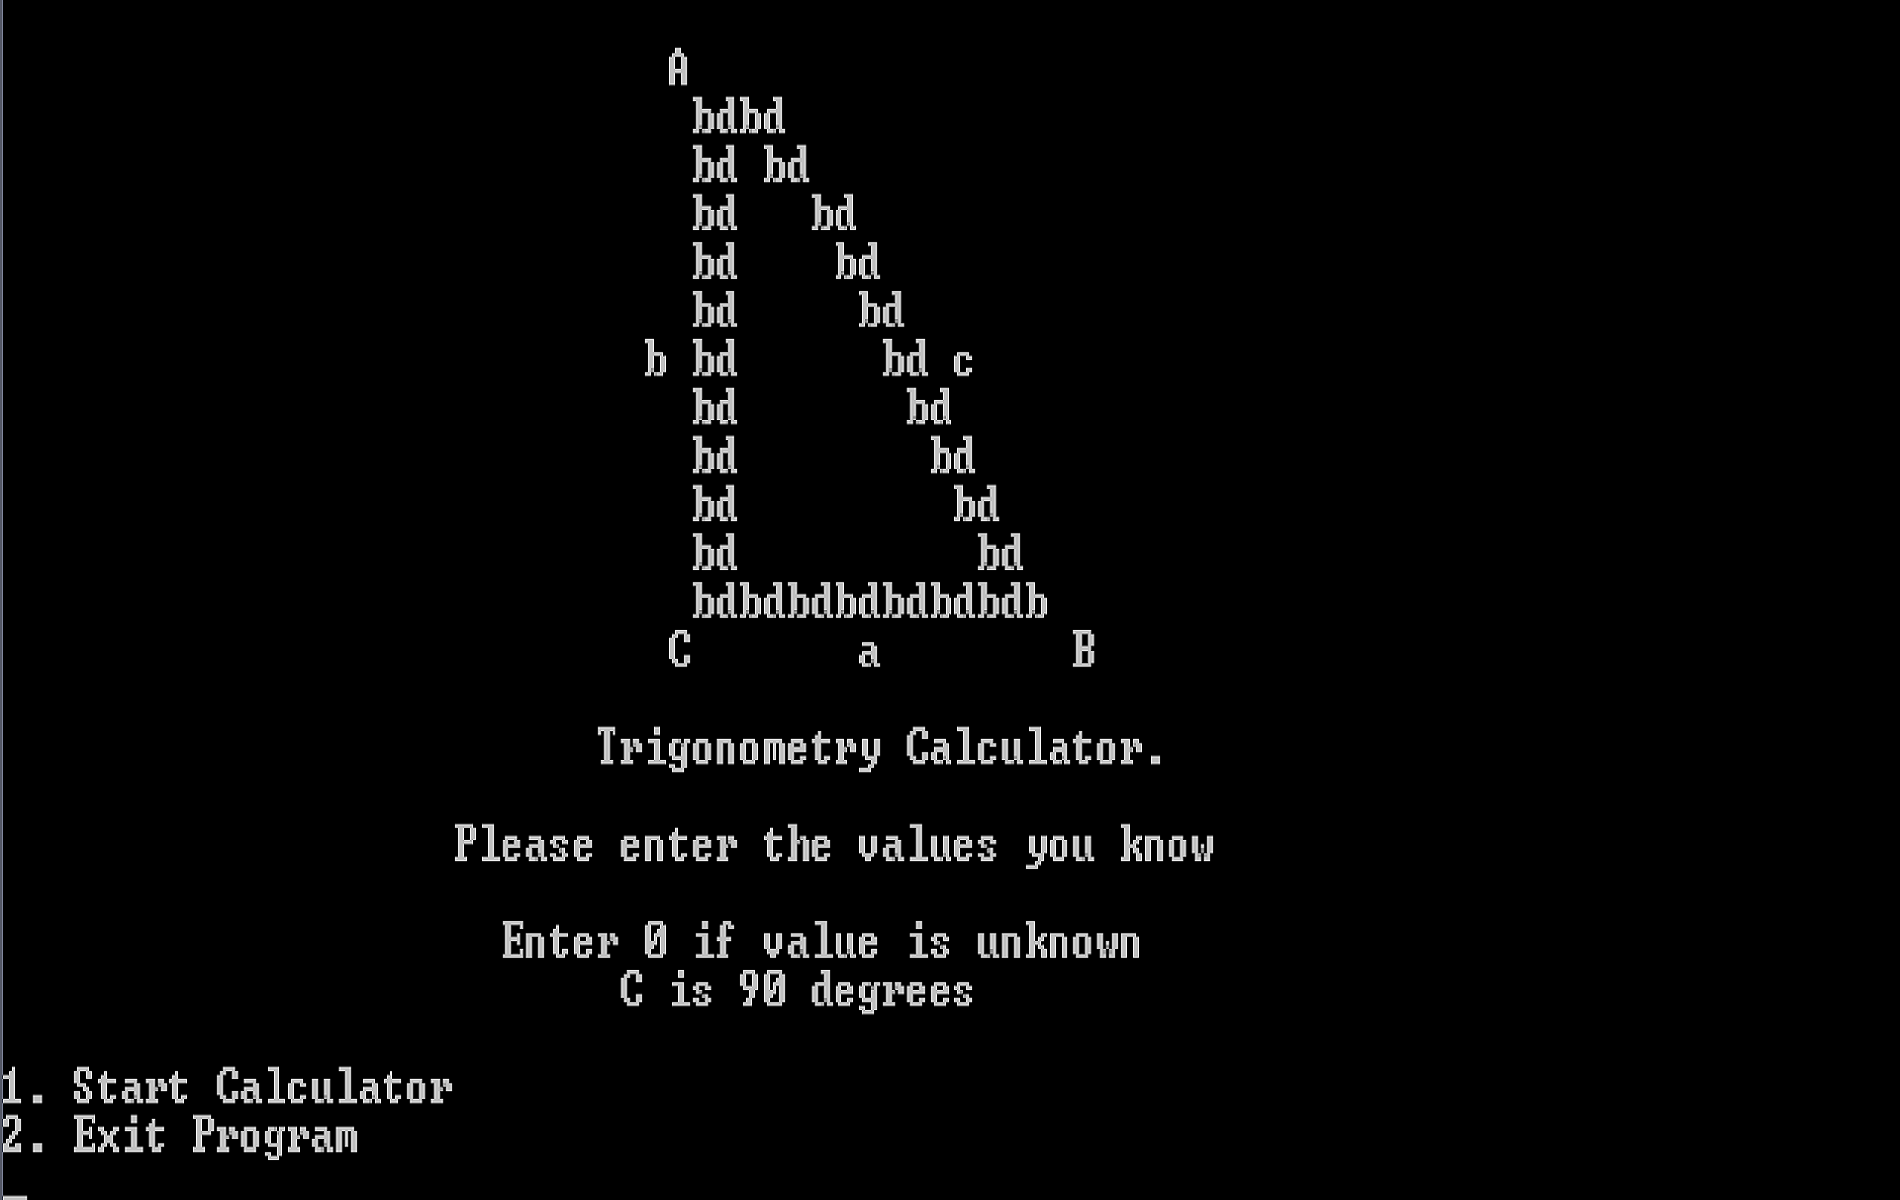 A
bdbd
bd bd
bd   bd
bd    bd
bd     bd
b bd      bd c
bd       bd
bd        bd
bd         bd
bd          bd
bdbdbdbdbdbdbdb
C       a        B
Trigonometry Calculator.
Please enter the values you know
Enter 0 if value is unknown
C is 90 degrees
1. Start Calculator
2. Exit Program